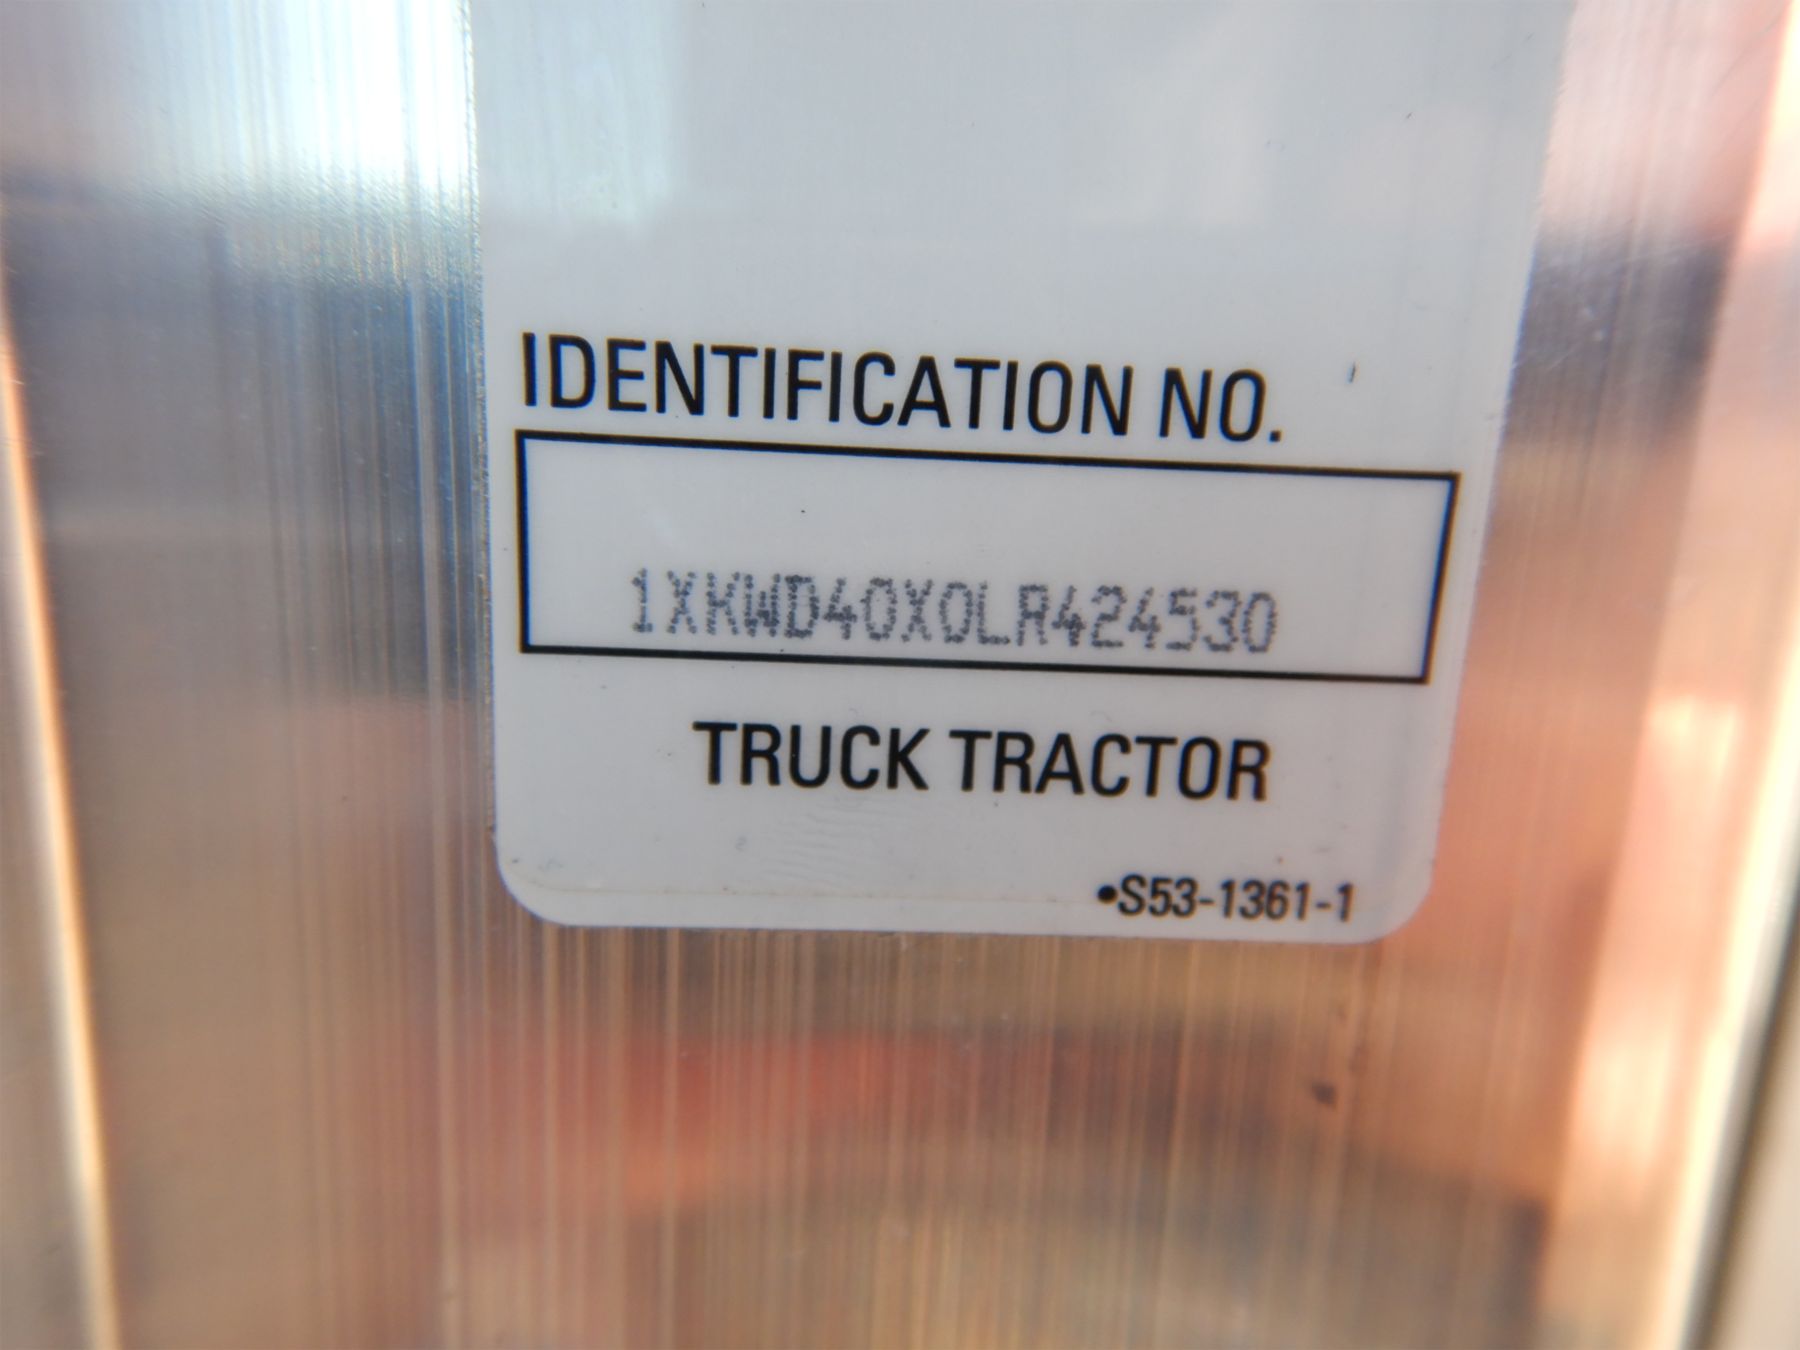 IDENTIFICATION NO.
1XKWD40X0LR424530
TRUCK TRACTOR
•S53-1361-1